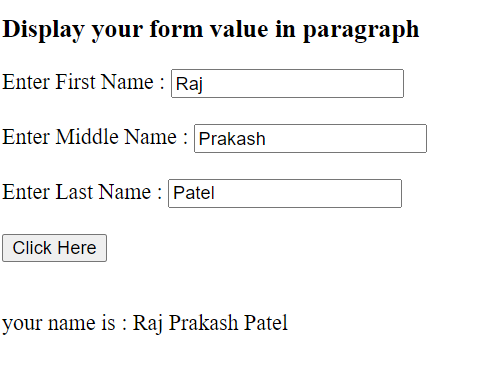 Display your form value in paragraph
Enter First Name : Raj
Enter Middle Name : Prakash
Enter Last Name : Patel
Click Here
your name is : Raj Prakash Patel